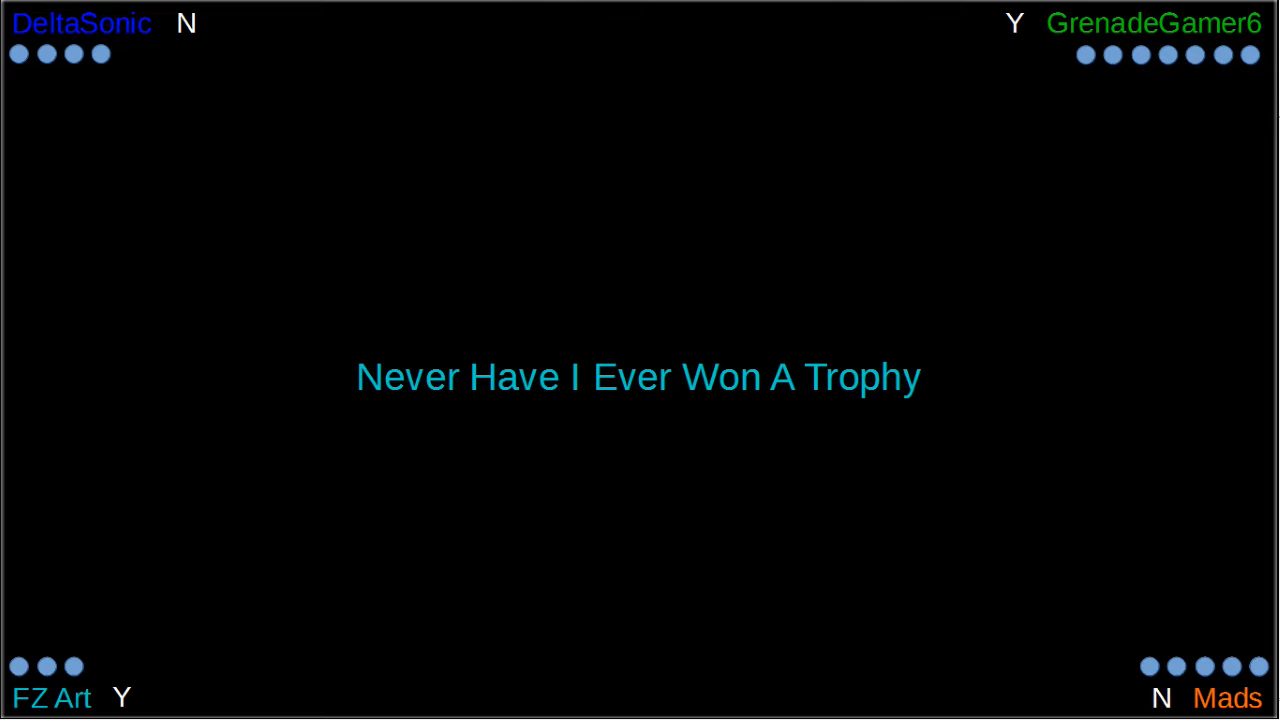 DeltaSonic N
Y GrenadeGamer6
Never Have I Ever Won A Trophy
FZ Art Y
N Mads